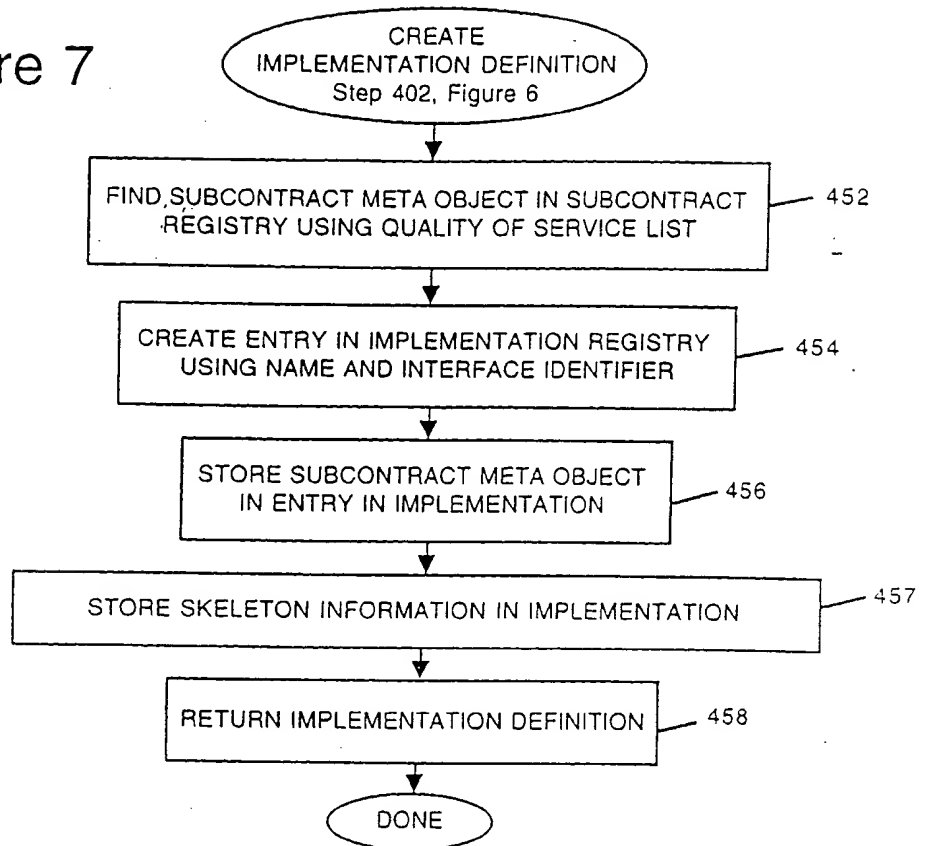 re 7
CREATE
IMPLEMENTATION DEFINITION
Step 402, Figure 6
FIND SUBCONTRACT META OBJECT IN SUBCONTRACT
REGISTRY USING QUALITY OF SERVICE LIST
452
CREATE ENTRY IN IMPLEMENTATION REGISTRY
USING NAME AND INTERFACE IDENTIFIER
454
STORE SUBCONTRACT META OBJECT
IN ENTRY IN IMPLEMENTATION
456
STORE SKELETON INFORMATION IN IMPLEMENTATION
457
RETURN IMPLEMENTATION DEFINITION
458
DONE